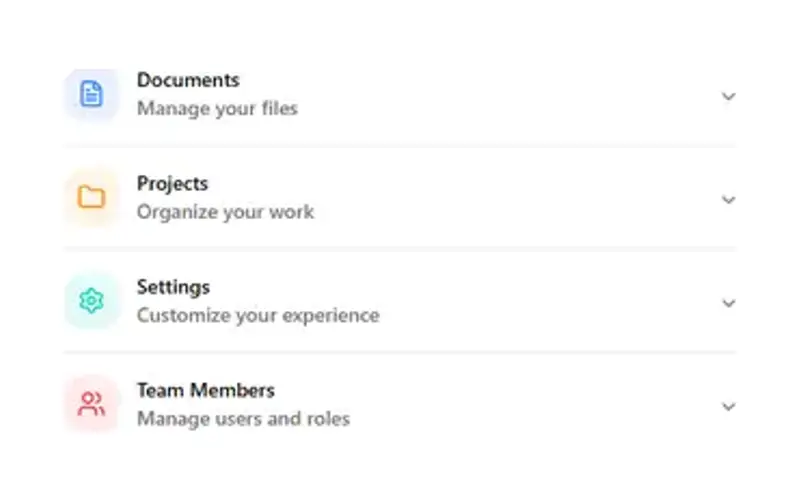 Documents
Manage your files
Projects
Organize your work
Settings
Customize your experience
Team Members
Manage users and roles